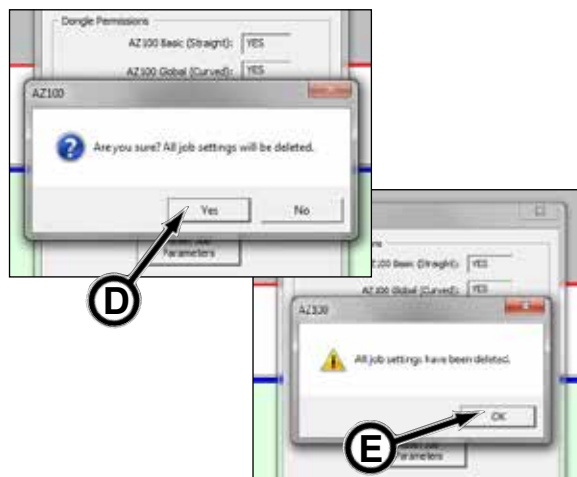 Dongle Permissions
AZ100 Basic (Straight): YES
AZ100 Global (Curved): YES
AZ100
Are you sure? All job settings will be deleted.
Yes No
Parameters
D
AZ100 Basic (Straight): YES
AZ100 Global (Curved): YES
AZ100
All job settings have been deleted.
OK
Parameters
E